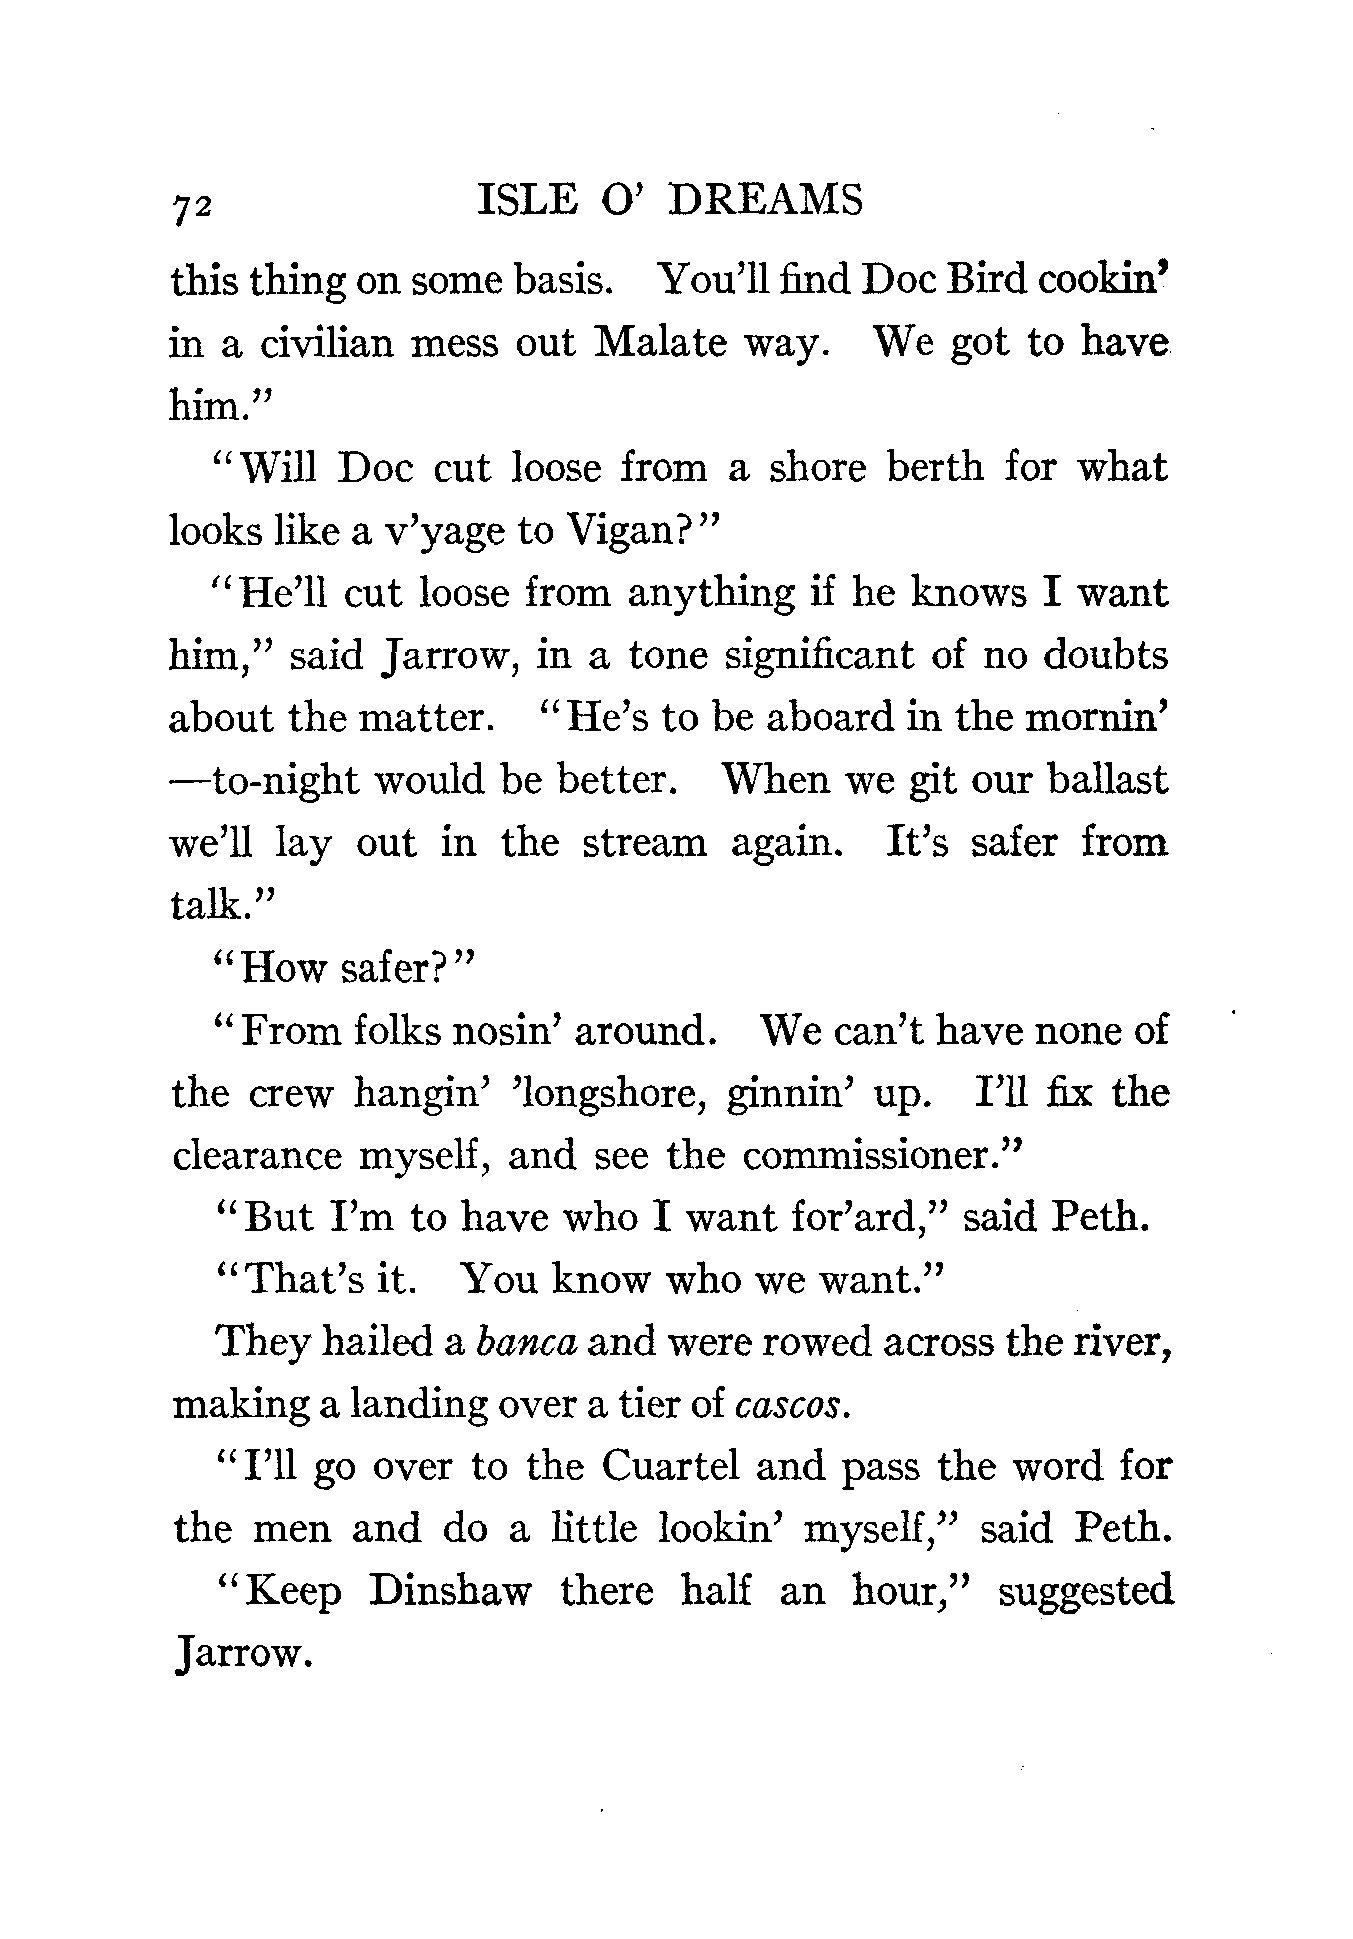 72 ISLE O' DREAMS
this thing on some basis. You'll find Doc Bird cookin'
in a civilian mess out Malate way. We got to have
him."
"Will Doc cut loose from a shore berth for what
looks like a v'yage to Vigan?"
"He'll cut loose from anything if he knows I want
him," said Jarrow, in a tone significant of no doubts
about the matter. "He's to be aboard in the mornin'
—to-night would be better. When we git our ballast
we'll lay out in the stream again. It's safer from
talk."
"How safer?"
"From folks nosin' around. We can't have none of
the crew hangin' 'longshore, ginnin' up. I'll fix the
clearance myself, and see the commissioner."
"But I'm to have who I want for'ard," said Peth.
"That's it. You know who we want."
They hailed a banca and were rowed across the river,
making a landing over a tier of cascos.
"I'll go over to the Cuartel and pass the word for
the men and do a little lookin' myself," said Peth.
"Keep Dinshaw there half an hour," suggested
Jarrow.